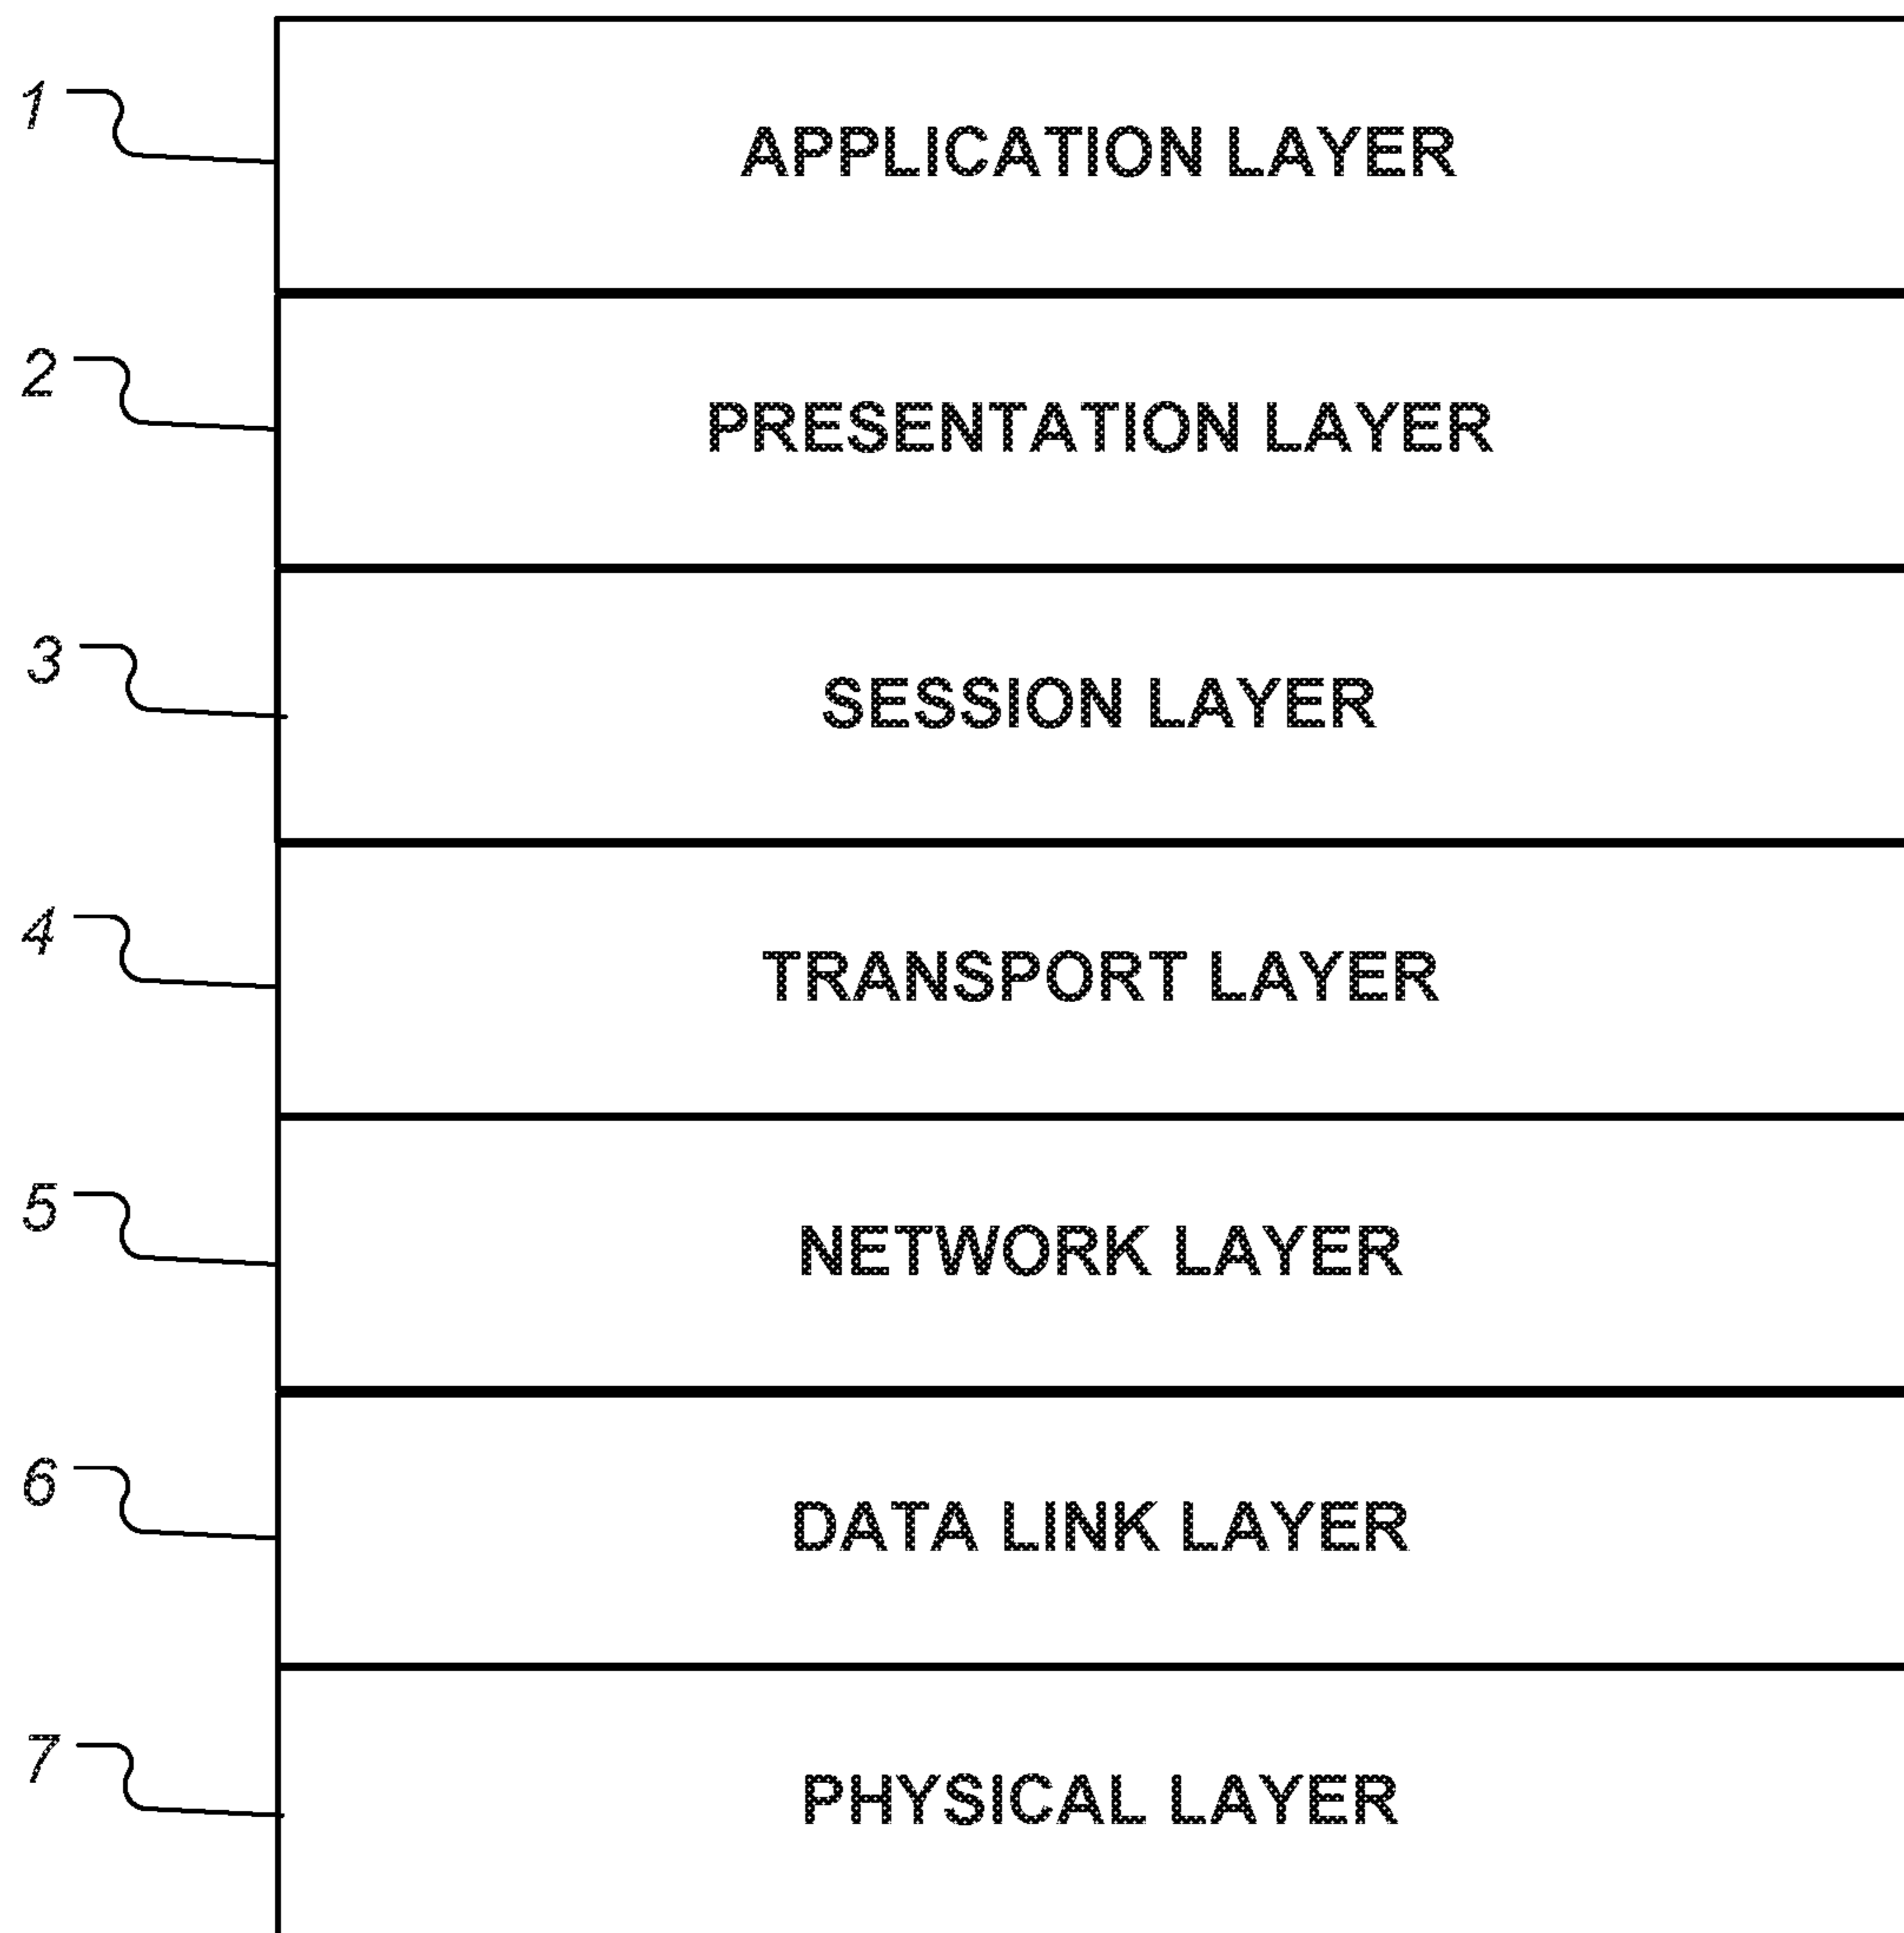 1 APPLICATION LAYER
2 PRESENTATION LAYER
3 SESSION LAYER
4 TRANSPORT LAYER
5 NETWORK LAYER
6 DATA LINK LAYER
7 PHYSICAL LAYER